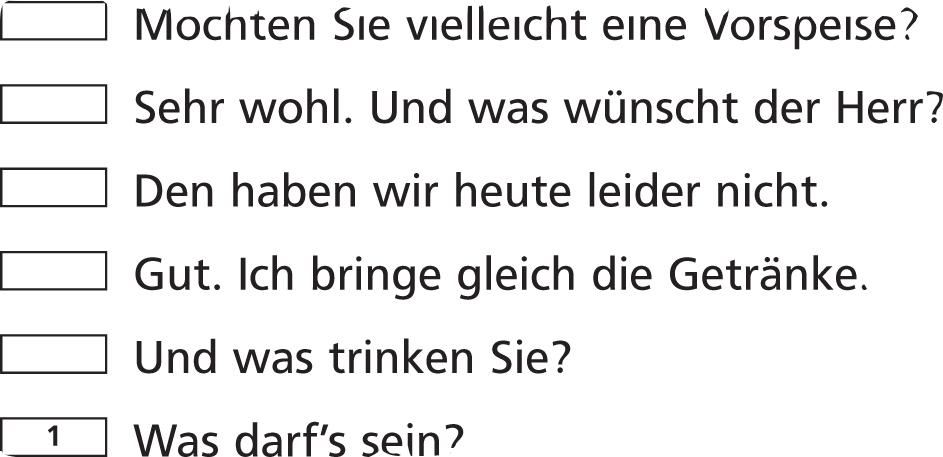 Möchten Sie vielleicht eine Vorspeise?
Sehr wohl. Und was wünscht der Herr?
Den haben wir heute leider nicht.
Gut. Ich bringe gleich die Getränke.
Und was trinken Sie?
1 Was darf's sein?